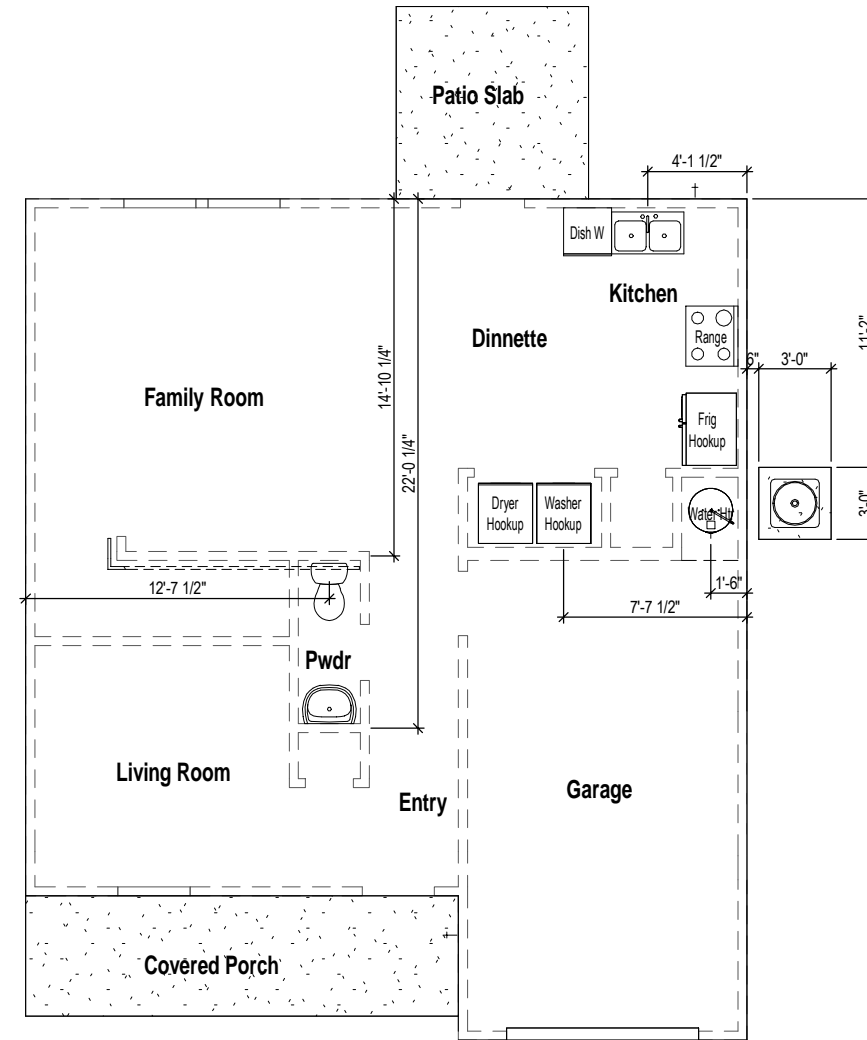 Patio Slab
4'-1 1/2"
Dish W
Kitchen
Dinnette
Range
11'-2"
6"
3'-0"
14'-10 1/4"
Family Room
22'-0 1/4"
Frig
Hookup
Dryer
Hookup
Washer
Hookup
Water Htr
3'-0"
12'-7 1/2"
1'-6"
7'-7 1/2"
Pwdr
Living Room
Entry
Garage
Covered Porch